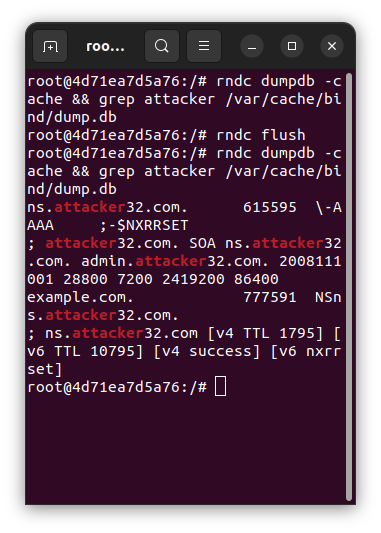 roo...
root@4d71ea7d5a76:/# rndc dumpdb -c
ache && grep attacker /var/cache/bi
nd/dump.db
root@4d71ea7d5a76:/# rndc flush
root@4d71ea7d5a76:/# rndc dumpdb -c
ache && grep attacker /var/cache/bi
nd/dump.db
ns.attacker32.com. 615595 \-A
AAA ;-$NXRRSET
; attacker32.com. SOA ns.attacker32
.com. admin.attacker32.com. 2008111
001 28800 7200 2419200 86400
example.com. 777591 NSn
s.attacker32.com.
; ns.attacker32.com [v4 TTL 1795] [
v6 TTL 10795] [v4 success] [v6 nxrr
set]
root@4d71ea7d5a76:/#